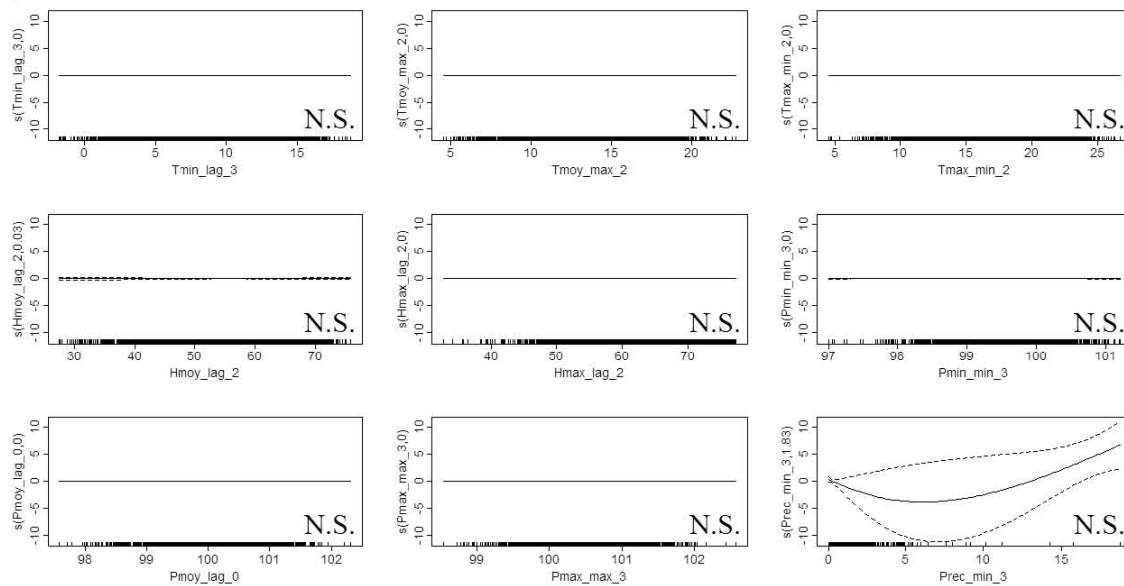 s(Tmin_lag_3,0)
10
5
0
-5
-10
N.S.
0 5 10 15
Tmin_lag_3
s(Tmoy_max_2,0)
10
5
0
-5
-10
N.S.
5 10 15 20
Tmoy_max_2
s(Tmax_min_2,0)
10
5
0
-5
-10
N.S.
5 10 15 20 25
Tmax_min_2
s(Hmoy_lag_2,0.03)
10
5
0
-5
-10
N.S.
30 40 50 60 70
Hmoy_lag_2
s(Hmax_lag_2,0)
10
5
0
-5
-10
N.S.
40 50 60 70
Hmax_lag_2
s(Pmin_min_3,0)
10
5
0
-5
-10
N.S.
97 98 99 100 101
Pmin_min_3
s(Pmoy_lag_0,0)
10
5
0
-5
-10
N.S.
98 99 100 101 102
Pmoy_lag_0
s(Pmax_max_3,0)
10
5
0
-5
-10
N.S.
99 100 101 102
Pmax_max_3
s(Prec_min_3,1.83)
10
5
0
-5
-10
N.S.
0 5 10 15
Prec_min_3